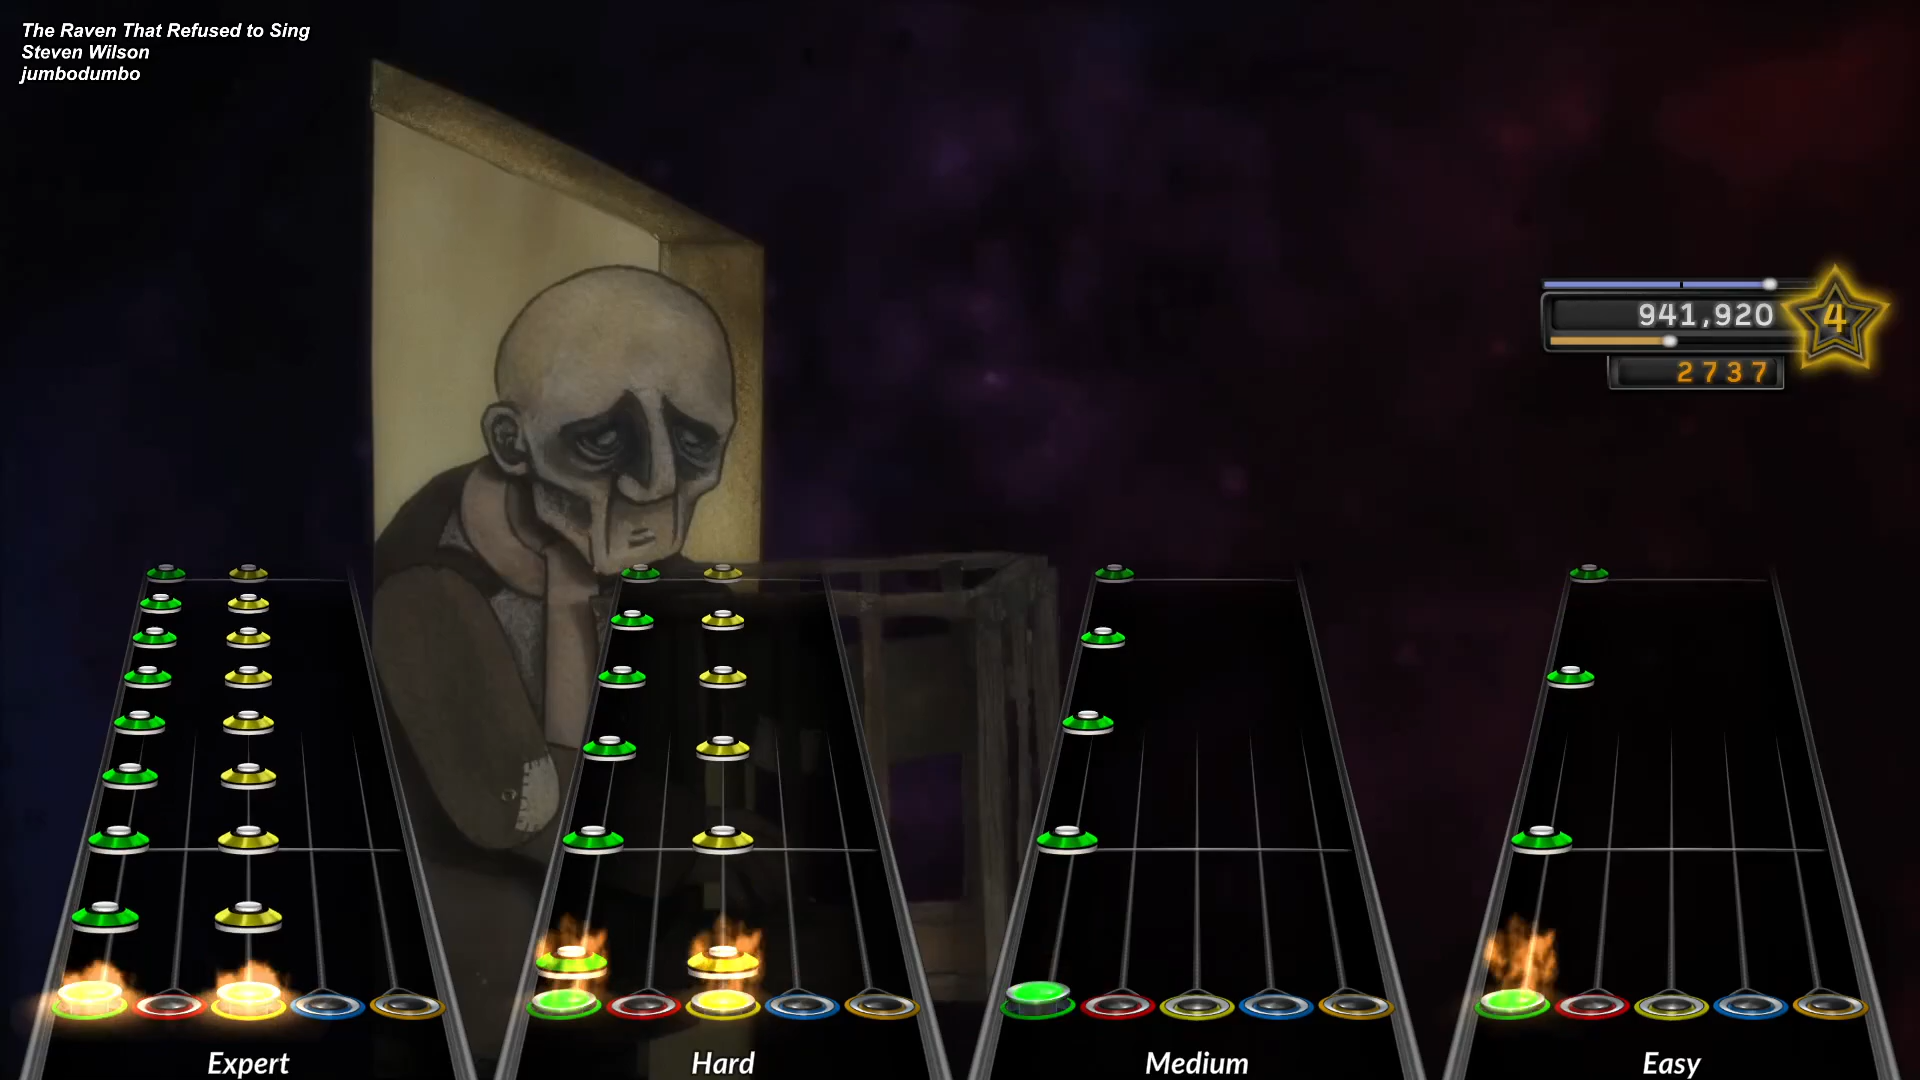 The Raven That Refused to Sing
Steven Wilson
jumbodumbo
941,920
4
2737
Expert
Hard
Medium
Easy